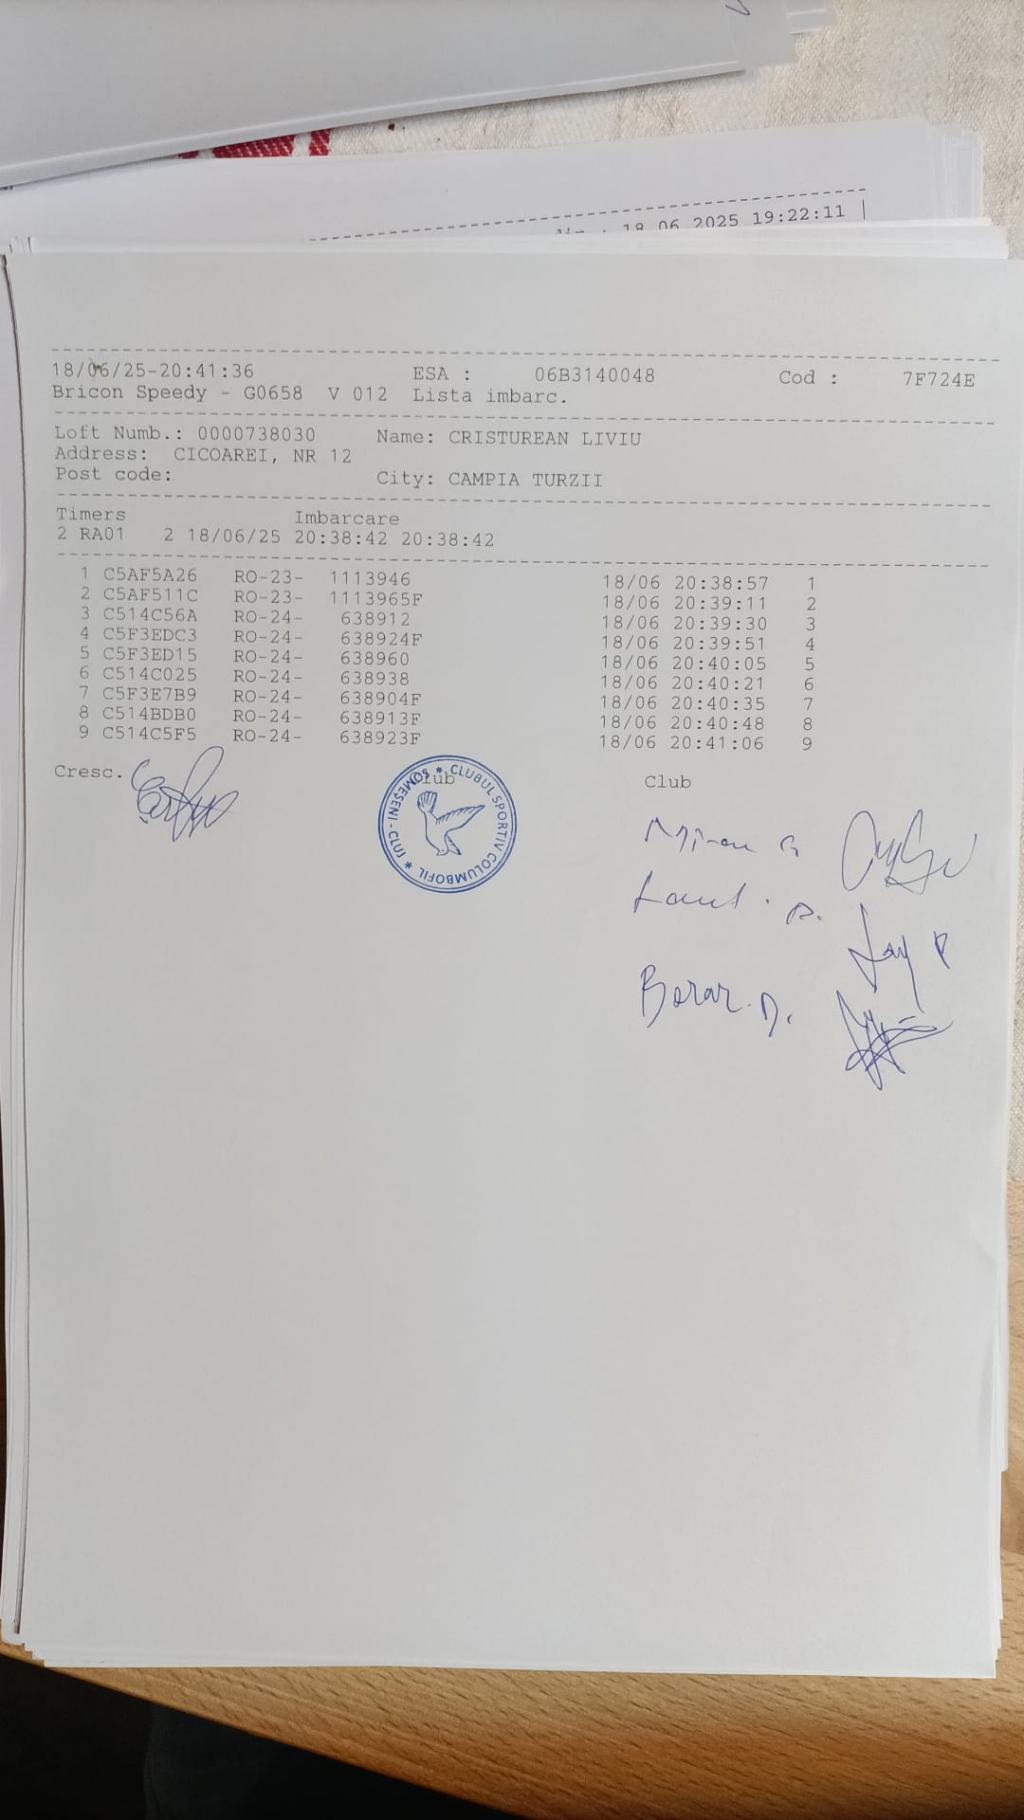 18 06 2025 19:22:11 |
18/06/25-20:41:36 ESA : 06B3140048 Cod : 7F724E
Bricon Speedy - G0658 V 012 Lista imbarc.
Loft Numb.: 0000738030 Name: CRISTUREAN LIVIU
Address: CICOAREI, NR 12
Post code: City: CAMPIA TURZII
Timers Imbarcare
2 RA01 2 18/06/25 20:38:42 20:38:42
1 C5AF5A26 RO-23- 1113946 18/06 20:38:57 1
2 C5AF511C RO-23- 1113965F 18/06 20:39:11 2
3 C514C56A RO-24- 638912 18/06 20:39:30 3
4 C5F3EDC3 RO-24- 638924F 18/06 20:39:51 4
5 C5F3ED15 RO-24- 638960 18/06 20:40:05 5
6 C514C025 RO-24- 638938 18/06 20:40:21 6
7 C5F3E7B9 RO-24- 638904F 18/06 20:40:35 7
8 C514BDB0 RO-24- 638913F 18/06 20:40:48 8
9 C514C5F5 RO-24- 638923F 18/06 20:41:06 9
Cresc. Club Club
* CLUBUL SPORTIV COLUMBOFIL * CLUJ - SOMEȘENI
Borar. D.